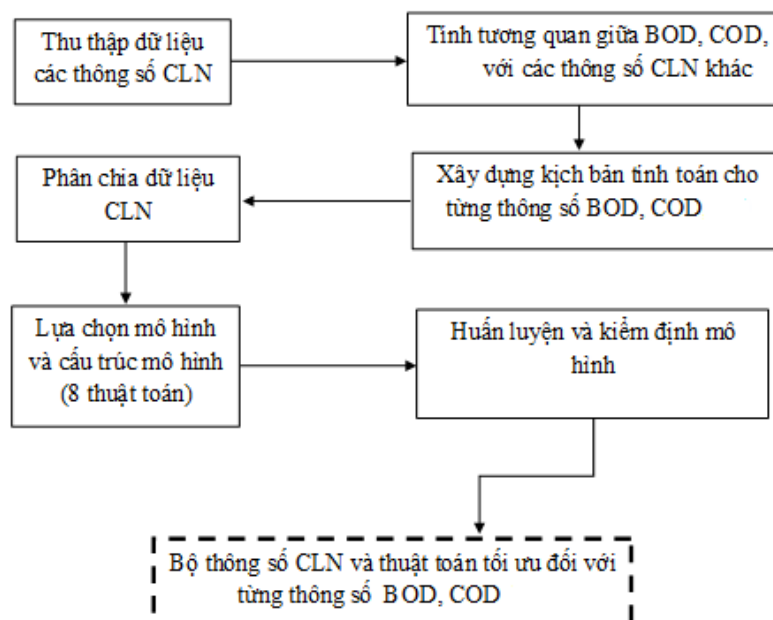 Thu thập dữ liệu
các thông số CLN
Tính tương quan giữa BOD, COD,
với các thông số CLN khác
Xây dựng kịch bản tính toán cho
từng thông số BOD, COD
Phân chia dữ liệu
CLN
Lựa chọn mô hình
và cấu trúc mô hình
(8 thuật toán)
Huấn luyện và kiểm định mô
hình
Bộ thông số CLN và thuật toán tối ưu đối với
từng thông số BOD, COD